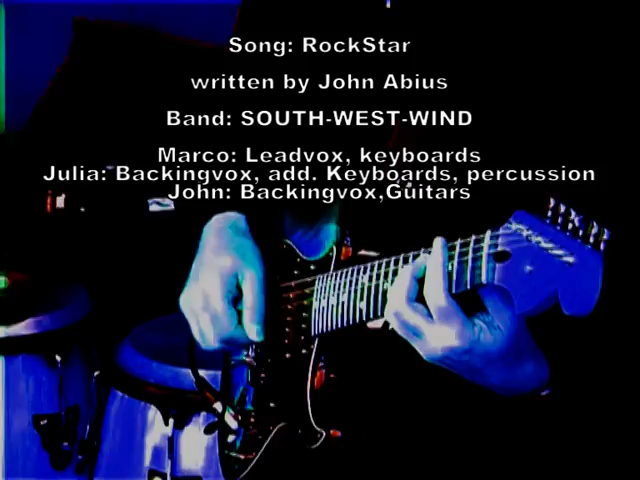 Song: RockStar
written by John Abius
Band: SOUTH-WEST-WIND
Marco: Leadvox, keyboards
Julia: Backingvox, add. Keyboards, percussion
John: Backingvox,Guitars